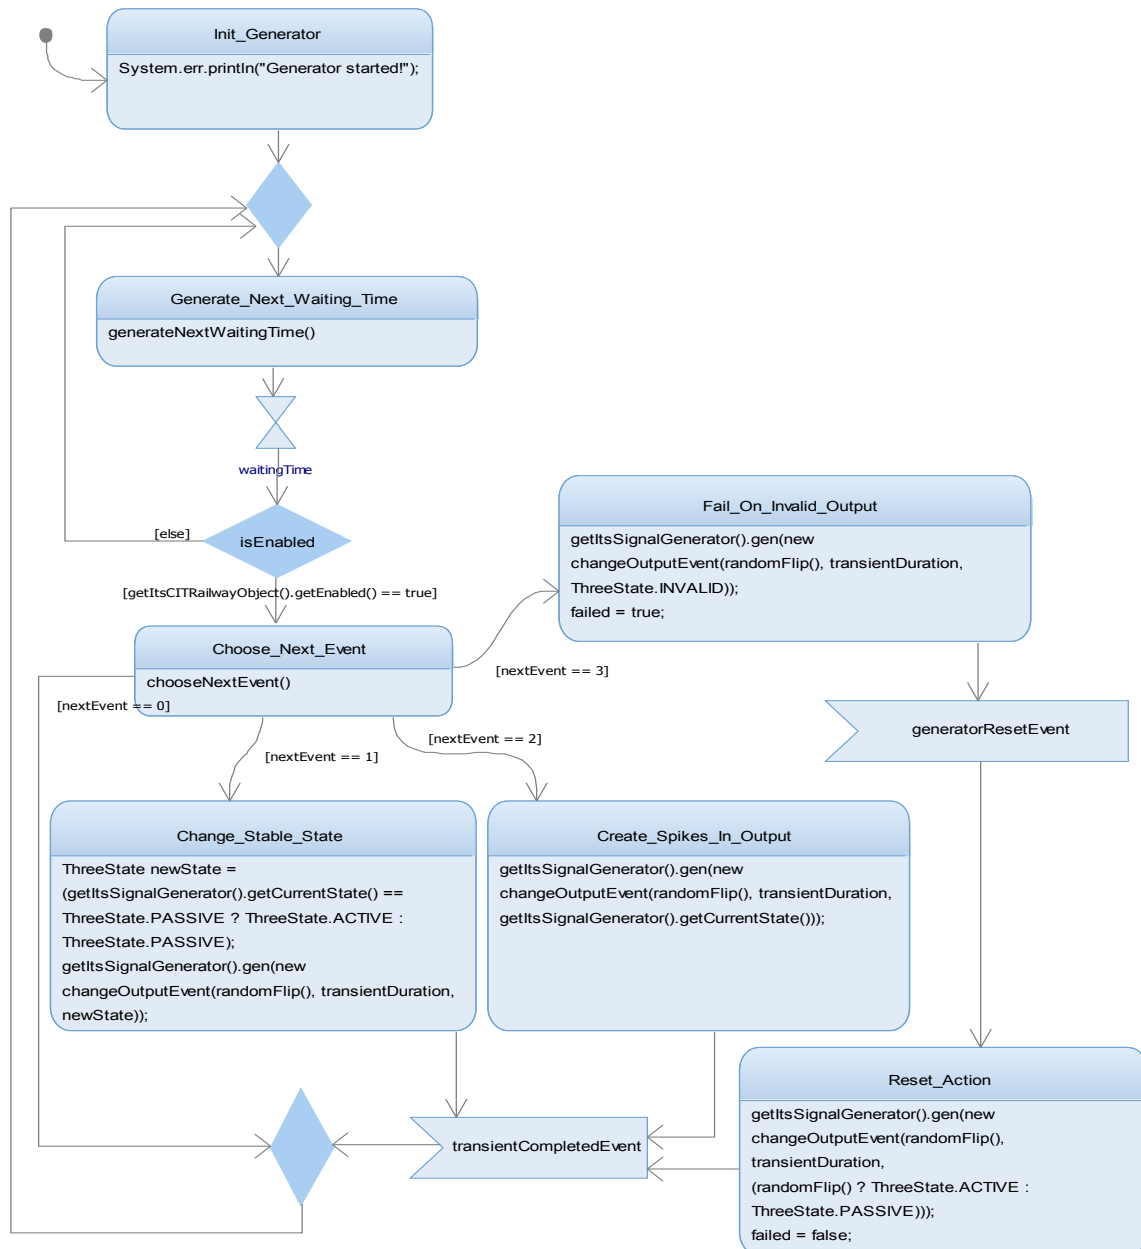 Init_Generator
System.err.println("Generator started!");
Generate_Next_Waiting_Time
generateNextWaitingTime()
waitingTime
[else]
isEnabled
[getItsCITRailwayObject().getEnabled() == true]
Fail_On_Invalid_Output
getItsSignalGenerator().gen(new
changeOutputEvent(randomFlip(), transientDuration,
ThreeState.INVALID));
failed = true;
Choose_Next_Event
chooseNextEvent()
[nextEvent == 3]
[nextEvent == 0]
[nextEvent == 1]
[nextEvent == 2]
generatorResetEvent
Change_Stable_State
ThreeState newState =
(getItsSignalGenerator().getCurrentState() ==
ThreeState.PASSIVE ? ThreeState.ACTIVE :
ThreeState.PASSIVE);
getItsSignalGenerator().gen(new
changeOutputEvent(randomFlip(), transientDuration,
newState));
Create_Spikes_In_Output
getItsSignalGenerator().gen(new
changeOutputEvent(randomFlip(), transientDuration,
getItsSignalGenerator().getCurrentState()));
transientCompletedEvent
Reset_Action
getItsSignalGenerator().gen(new
changeOutputEvent(randomFlip(),
transientDuration,
(randomFlip() ? ThreeState.ACTIVE :
ThreeState.PASSIVE)));
failed = false;